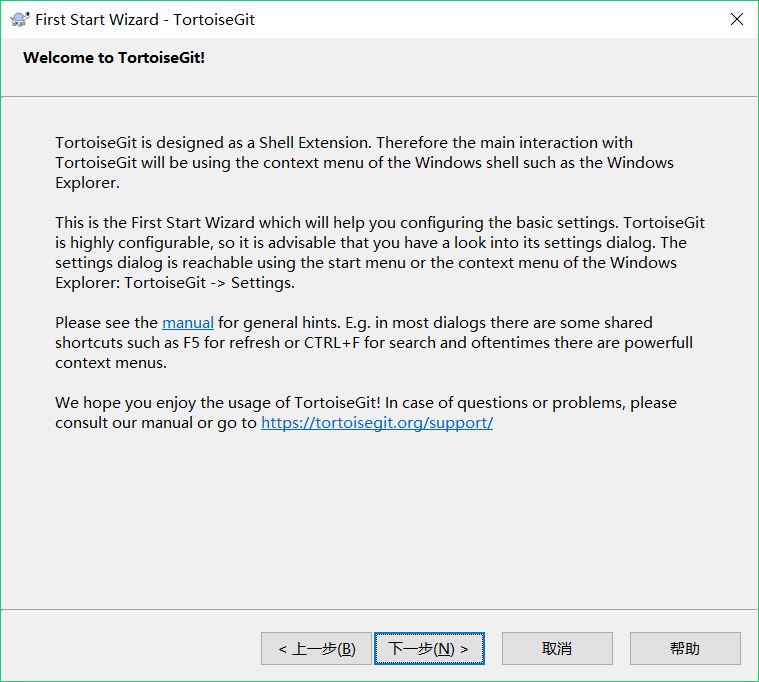 First Start Wizard - TortoiseGit
Welcome to TortoiseGit!
TortoiseGit is designed as a Shell Extension. Therefore the main interaction with
TortoiseGit will be using the context menu of the Windows shell such as the Windows
Explorer.
This is the First Start Wizard which will help you configuring the basic settings. TortoiseGit
is highly configurable, so it is advisable that you have a look into its settings dialog. The
settings dialog is reachable using the start menu or the context menu of the Windows
Explorer: TortoiseGit -> Settings.
Please see the manual for general hints. E.g. in most dialogs there are some shared
shortcuts such as F5 for refresh or CTRL+F for search and oftentimes there are powerfull
context menus.
We hope you enjoy the usage of TortoiseGit! In case of questions or problems, please
consult our manual or go to https://tortoisegit.org/support/
< 上一步(B) 下一步(N) > 取消 帮助